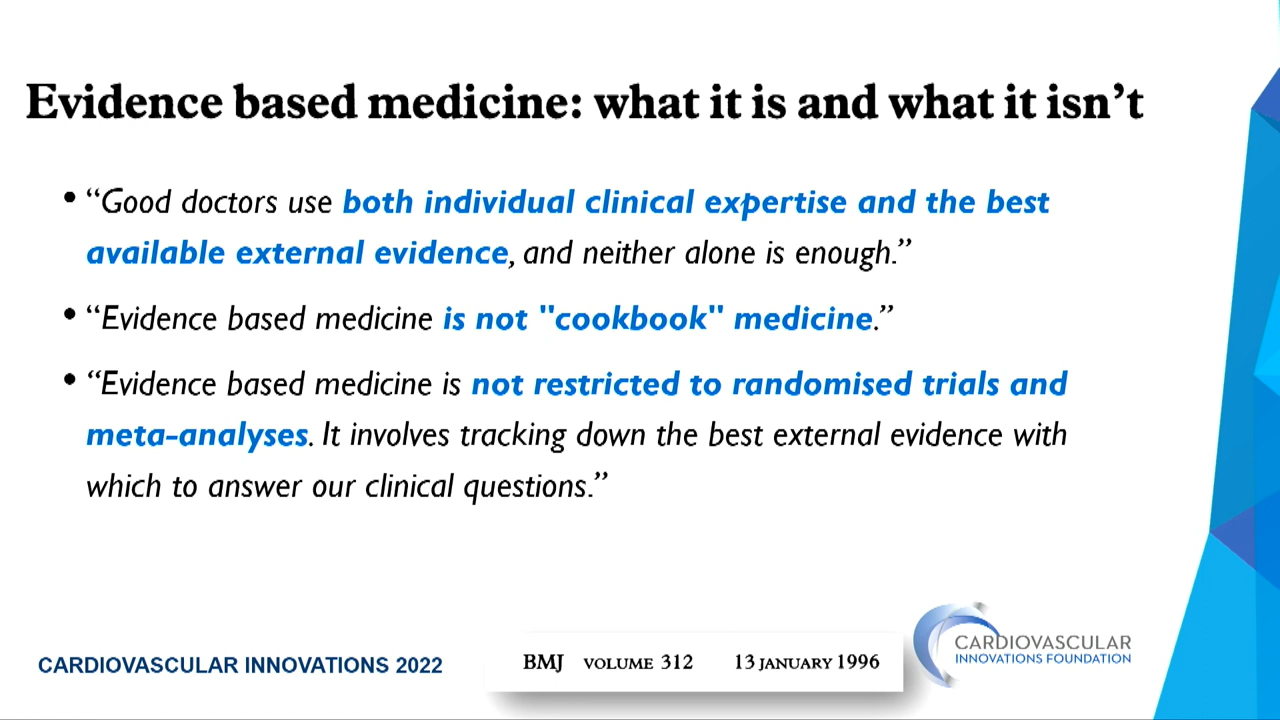 Evidence based medicine: what it is and what it isn’t
• “Good doctors use both individual clinical expertise and the best
available external evidence, and neither alone is enough.”
• “Evidence based medicine is not "cookbook" medicine.”
• “Evidence based medicine is not restricted to randomised trials and
meta-analyses. It involves tracking down the best external evidence with
which to answer our clinical questions.”
CARDIOVASCULAR INNOVATIONS 2022
BMJ VOLUME 312 13 JANUARY 1996
CARDIOVASCULAR
INNOVATIONS FOUNDATION